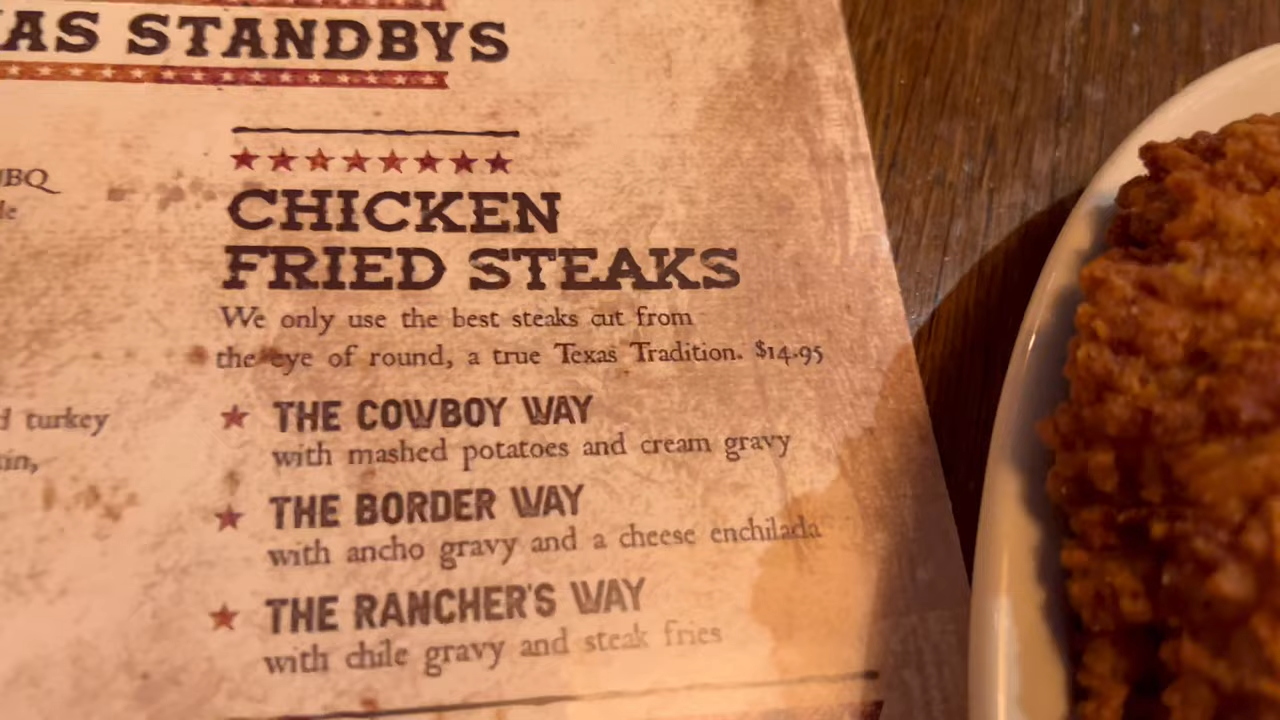 AS STANDBYS
BBQ
CHICKEN
FRIED STEAKS
We only use the best steaks cut from
the eye of round, a true Texas Tradition. $14.95
turkey
THE COWBOY WAY
with mashed potatoes and cream gravy
THE BORDER WAY
with ancho gravy and a cheese enchilada
THE RANCHER'S WAY
with chile gravy and steak fries